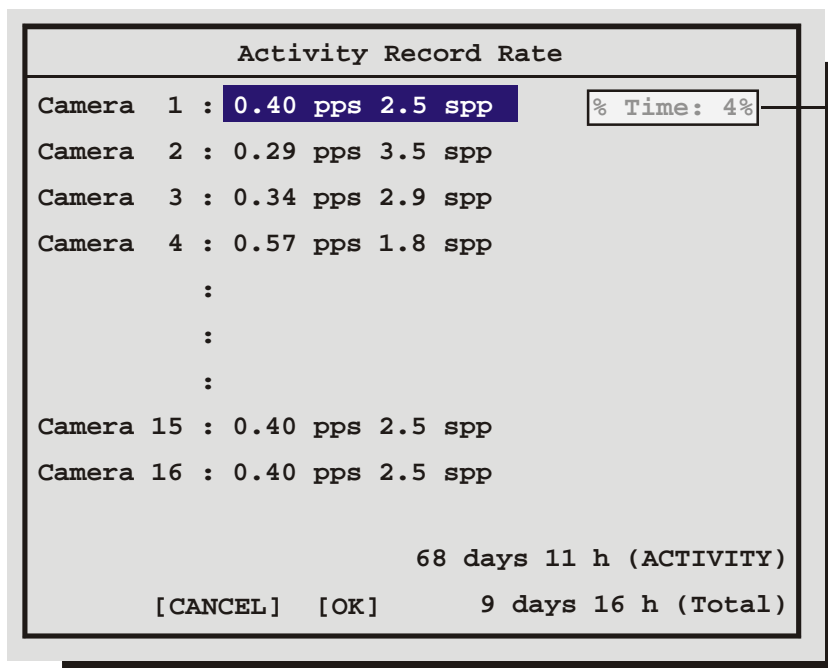 Activity Record Rate
Camera 1 : 0.40 pps 2.5 spp % Time: 4%
Camera 2 : 0.29 pps 3.5 spp
Camera 3 : 0.34 pps 2.9 spp
Camera 4 : 0.57 pps 1.8 spp
:
:
:
Camera 15 : 0.40 pps 2.5 spp
Camera 16 : 0.40 pps 2.5 spp
68 days 11 h (ACTIVITY)
[CANCEL] [OK] 9 days 16 h (Total)